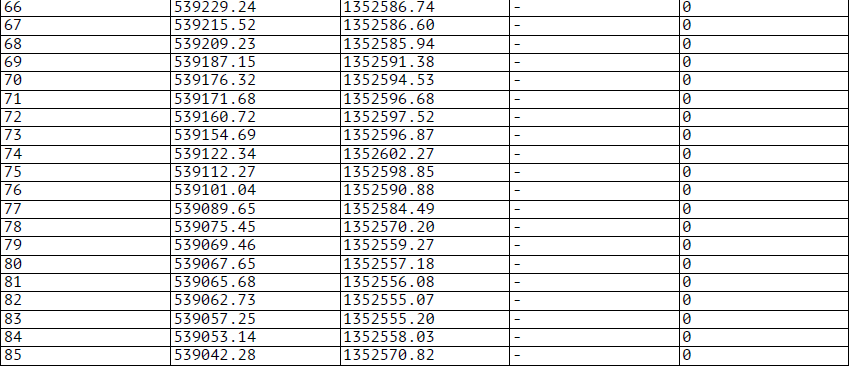 66 539229.24 1352586.74 - 0
67 539215.52 1352586.60 - 0
68 539209.23 1352585.94 - 0
69 539187.15 1352591.38 - 0
70 539176.32 1352594.53 - 0
71 539171.68 1352596.68 - 0
72 539160.72 1352597.52 - 0
73 539154.69 1352596.87 - 0
74 539122.34 1352602.27 - 0
75 539112.27 1352598.85 - 0
76 539101.04 1352590.88 - 0
77 539089.65 1352584.49 - 0
78 539075.45 1352570.20 - 0
79 539069.46 1352559.27 - 0
80 539067.65 1352557.18 - 0
81 539065.68 1352556.08 - 0
82 539062.73 1352555.07 - 0
83 539057.25 1352555.20 - 0
84 539053.14 1352558.03 - 0
85 539042.28 1352570.82 - 0